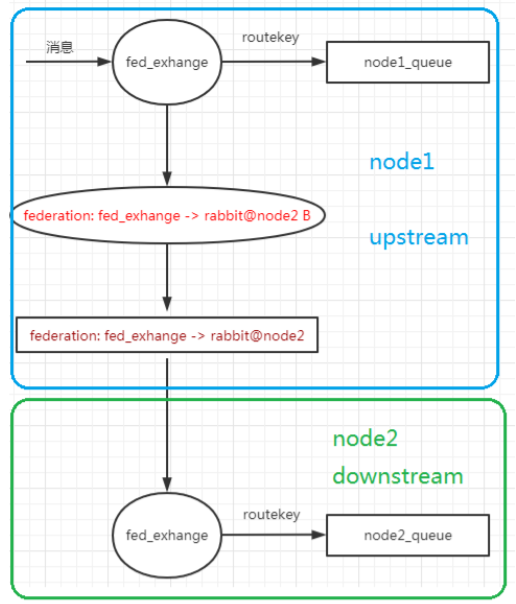 消息
fed_exhange
routekey
node1_queue
node1
federation: fed_exhange -> rabbit@node2 B
upstream
federation: fed_exhange -> rabbit@node2
node2
downstream
fed_exhange
routekey
node2_queue